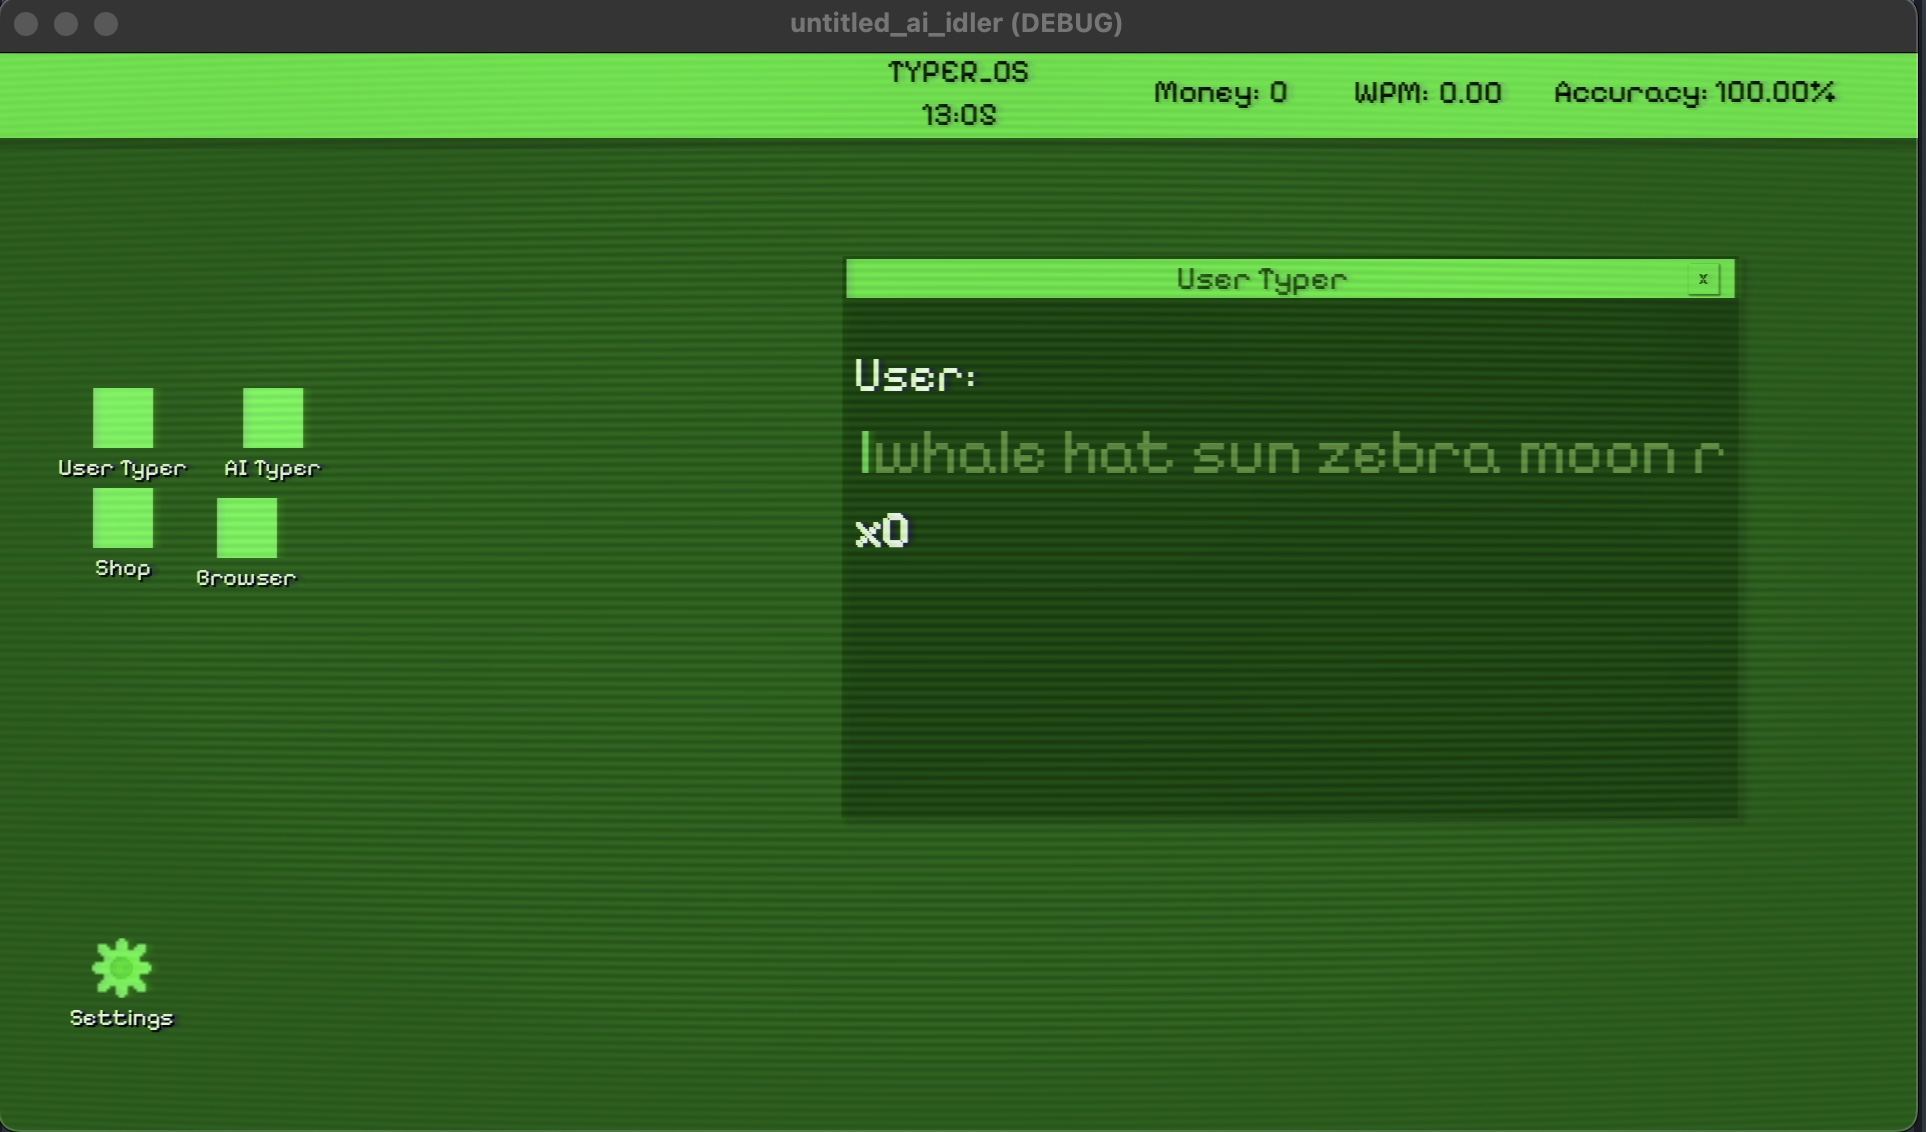 untitled_ai_idler (DEBUG)
TYPER_OS
13:05
Money: 0
WPM: 0.00
Accuracy: 100.00%
User Typer
x
User:
whale hat sun zebra moon r
x0
User Typer
AI Typer
Shop
Browser
Settings